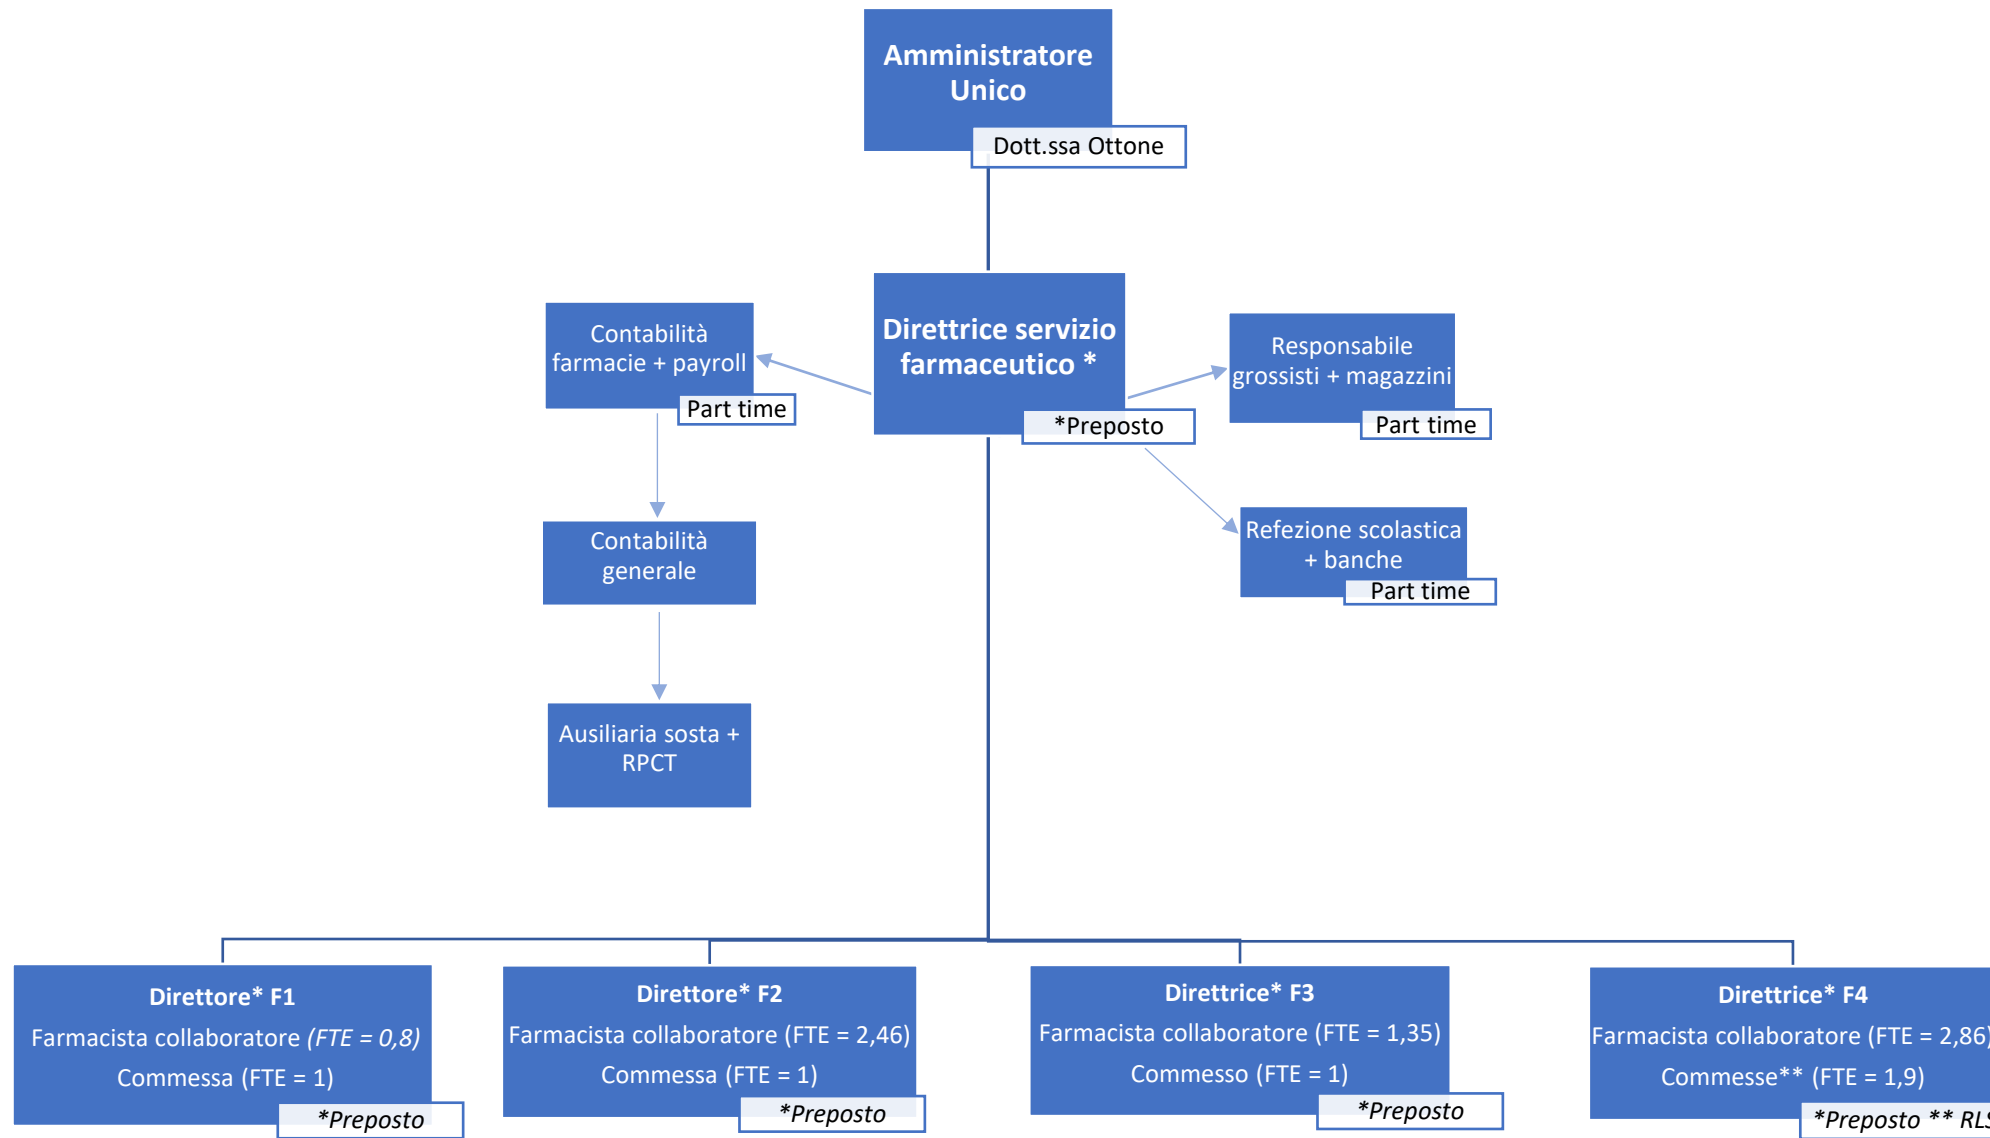 Amministratore
Unico
Dott.ssa Ottone
Contabilità
farmacie + payroll
Part time
Direttrice servizio
farmaceutico *
*Preposto
Responsabile
grossisti + magazzini
Part time
Contabilità
generale
Refezione scolastica
+ banche
Part time
Ausiliaria sosta +
RPCT
Direttore* F1
Farmacista collaboratore (FTE = 0,8)
Commessa (FTE = 1)
*Preposto
Direttore* F2
Farmacista collaboratore (FTE = 2,46)
Commessa (FTE = 1)
*Preposto
Direttrice* F3
Farmacista collaboratore (FTE = 1,35)
Commesso (FTE = 1)
*Preposto
Direttrice* F4
Farmacista collaboratore (FTE = 2,86)
Commesse** (FTE = 1,9)
*Preposto ** RLS